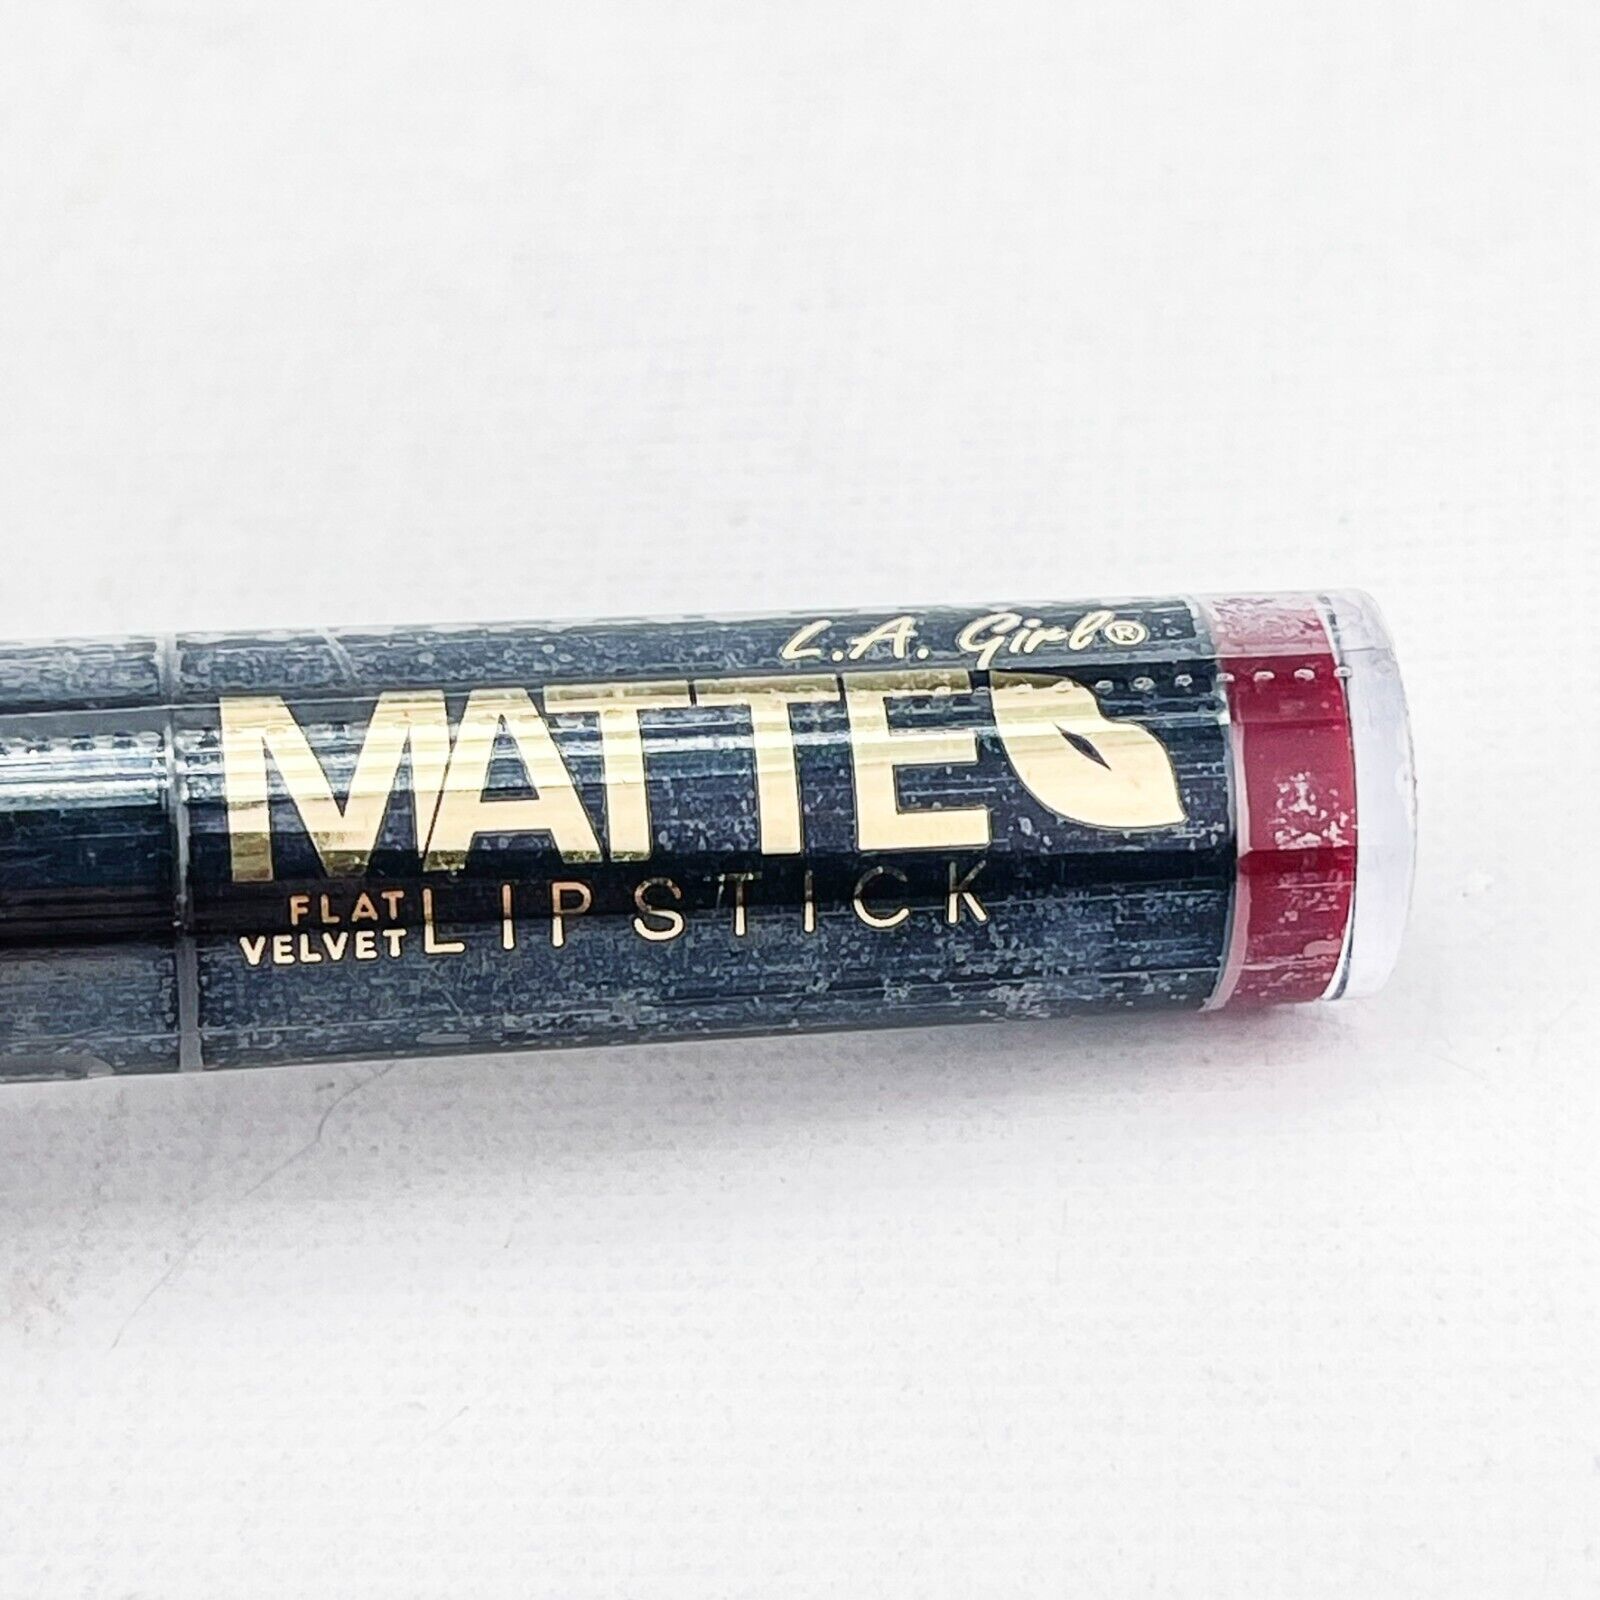 L.A. Girl®
MATTE
FLAT
VELVET LIPSTICK